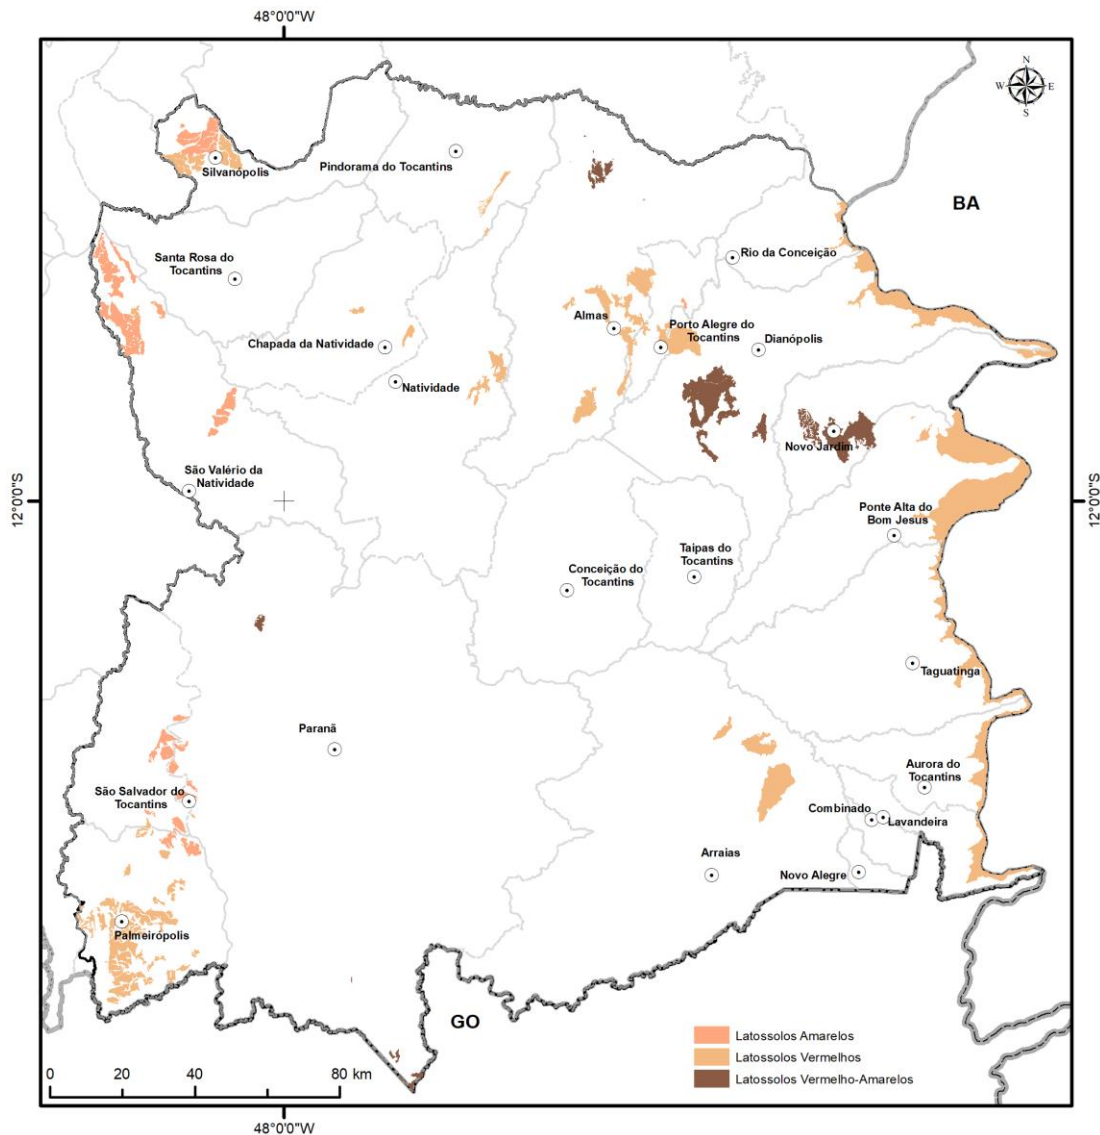 48°0'0"W
N
W
E
S
Silvanópolis
Pindorama do Tocantins
BA
Santa Rosa do
Tocantins
Rio da Conceição
Almas
Porto Alegre do
Tocantins
Dianópolis
Chapada da Natividade
Natividade
Novo Jardim
São Valério da
Natividade
12°0'0"S
12°0'0"S
Ponte Alta do
Bom Jesus
Taipas do
Tocantins
Conceição do
Tocantins
Taguatinga
Paranã
Aurora do
Tocantins
São Salvador do
Tocantins
Combinado
Lavandeira
Arraias
Novo Alegre
Palmeirópolis
GO
Latossolos Amarelos
Latossolos Vermelhos
Latossolos Vermelho-Amarelos
0 20 40 80 km
48°0'0"W